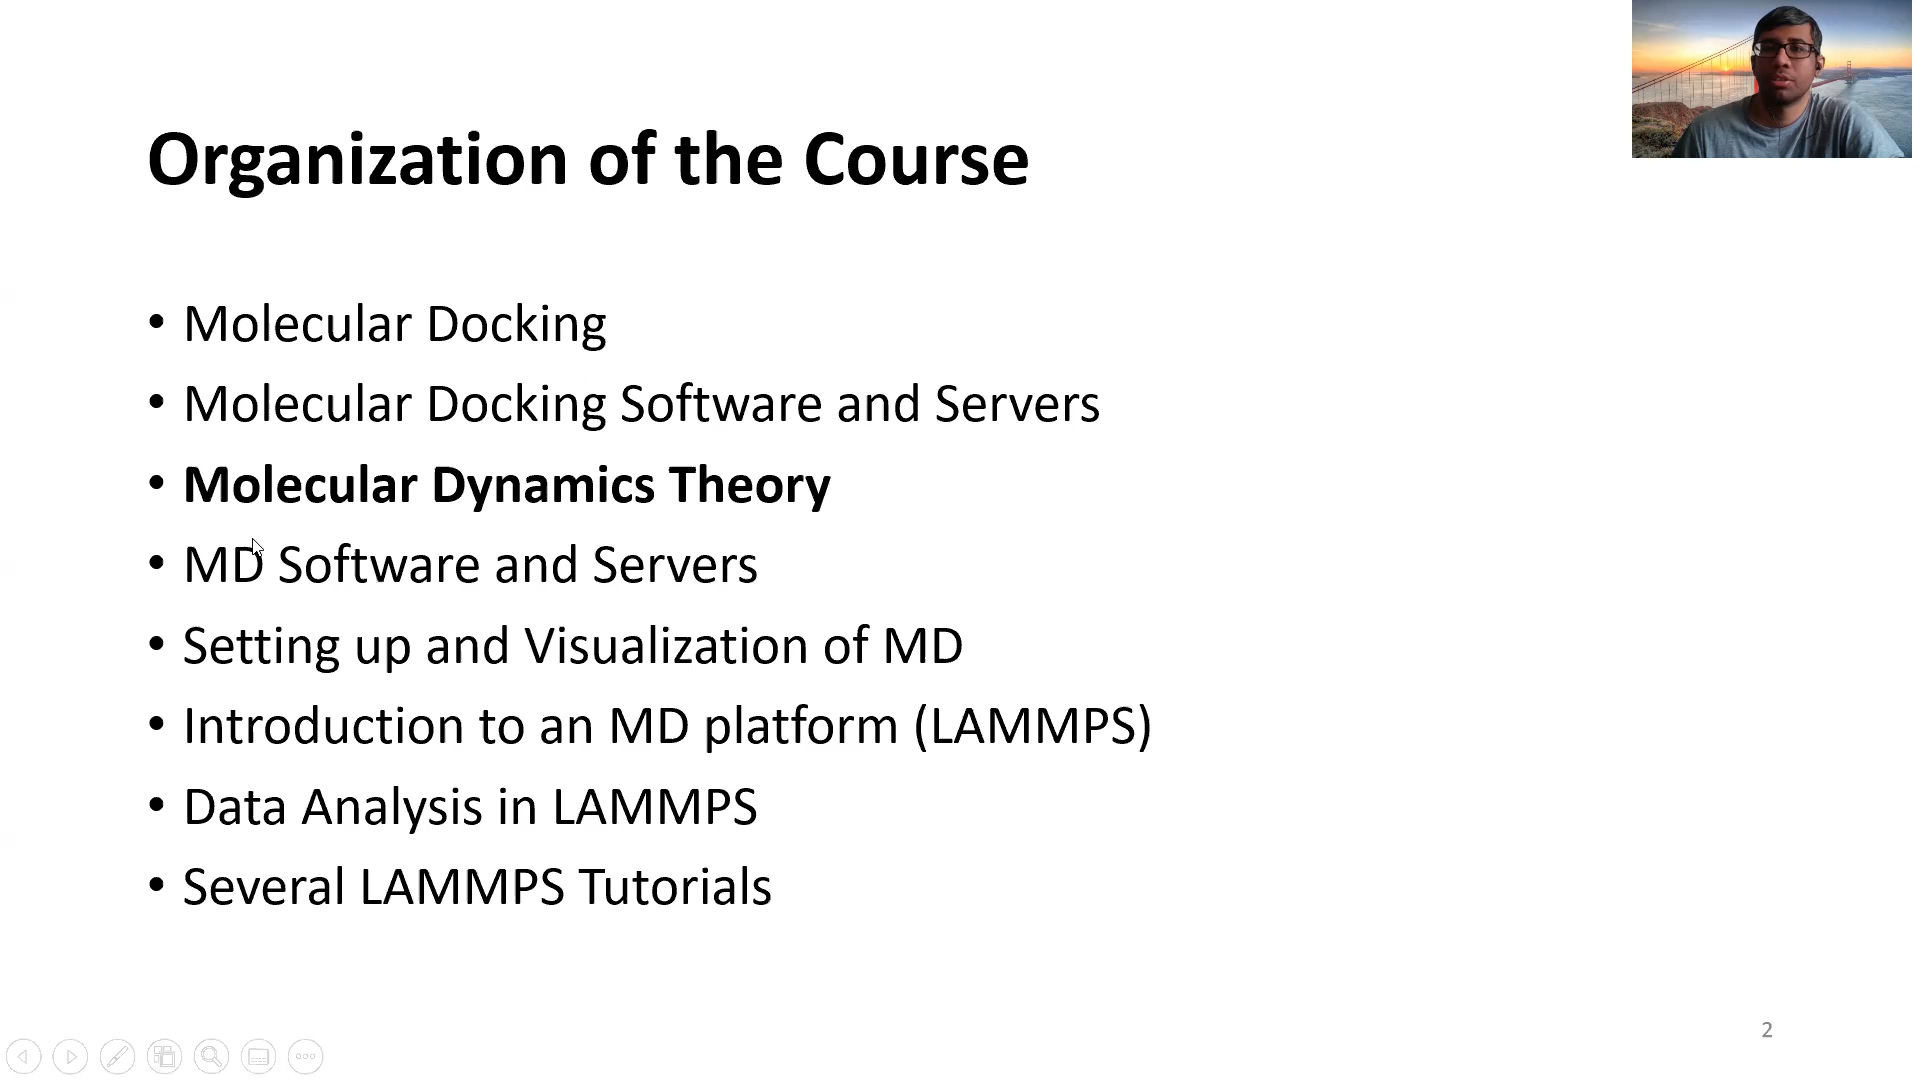 Organization of the Course
• Molecular Docking
• Molecular Docking Software and Servers
• Molecular Dynamics Theory
• MD Software and Servers
• Setting up and Visualization of MD
• Introduction to an MD platform (LAMMPS)
• Data Analysis in LAMMPS
• Several LAMMPS Tutorials
2